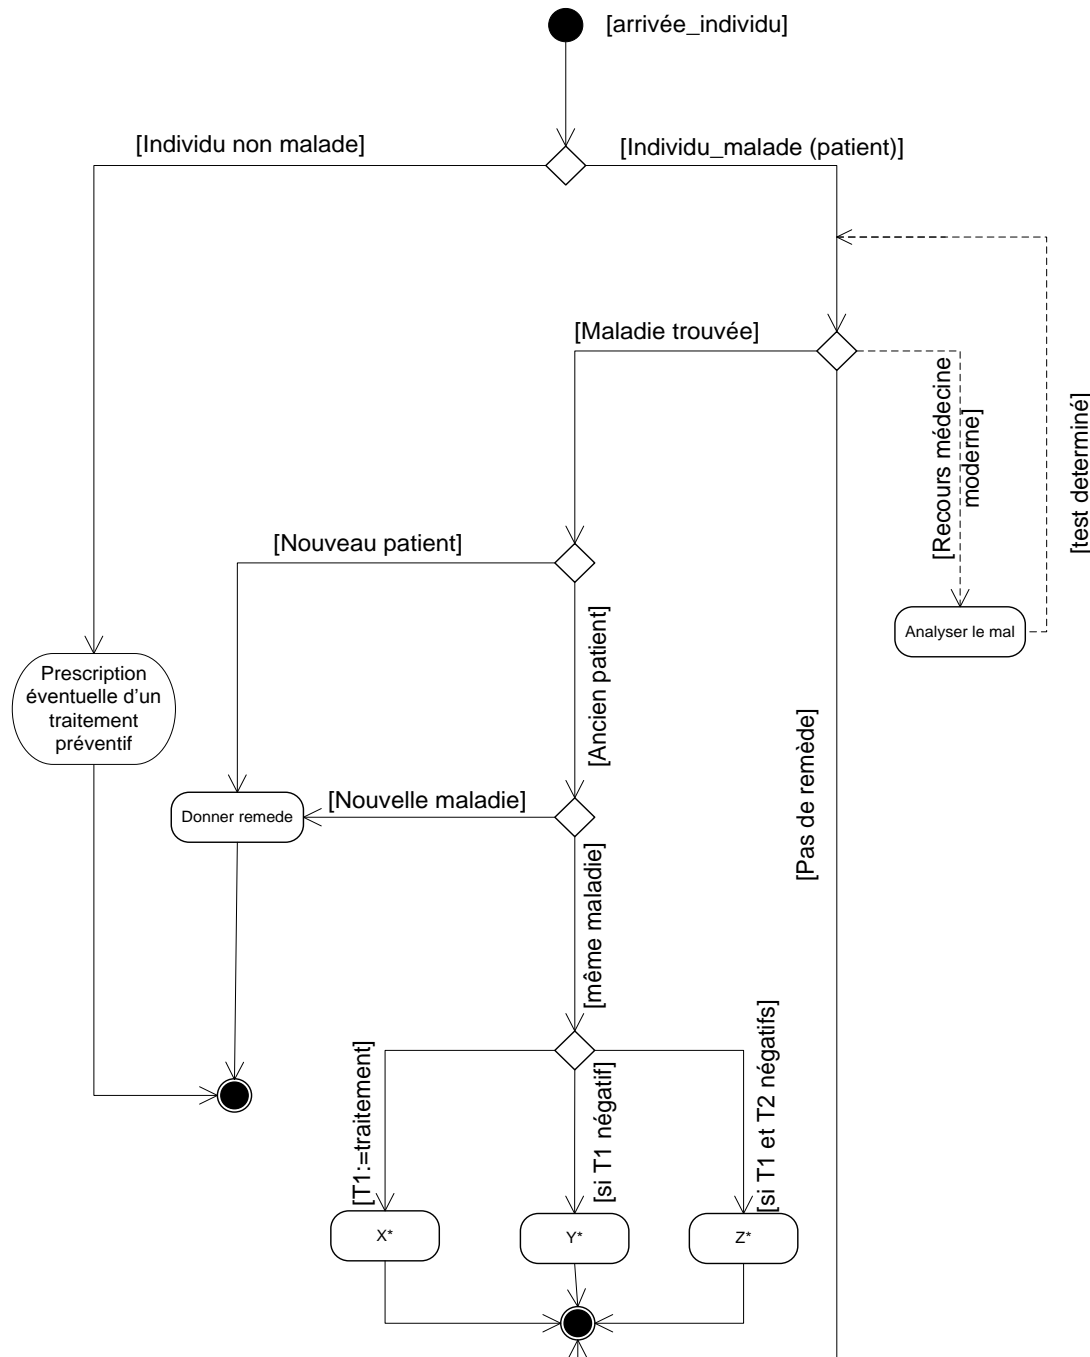 [arrivée_individu]
[Individu non malade]
[Individu_malade (patient)]
[Maladie trouvée]
[Recours médecine
moderne]
[test determiné]
[Nouveau patient]
Analyser le mal
[Ancien patient]
Prescription
éventuelle d'un
traitement
préventif
[Nouvelle maladie]
Donner remede
[Pas de remède]
[même maladie]
[T1:=traitement]
[si T1 négatif]
[si T1 et T2 négatifs]
X*
Y*
Z*